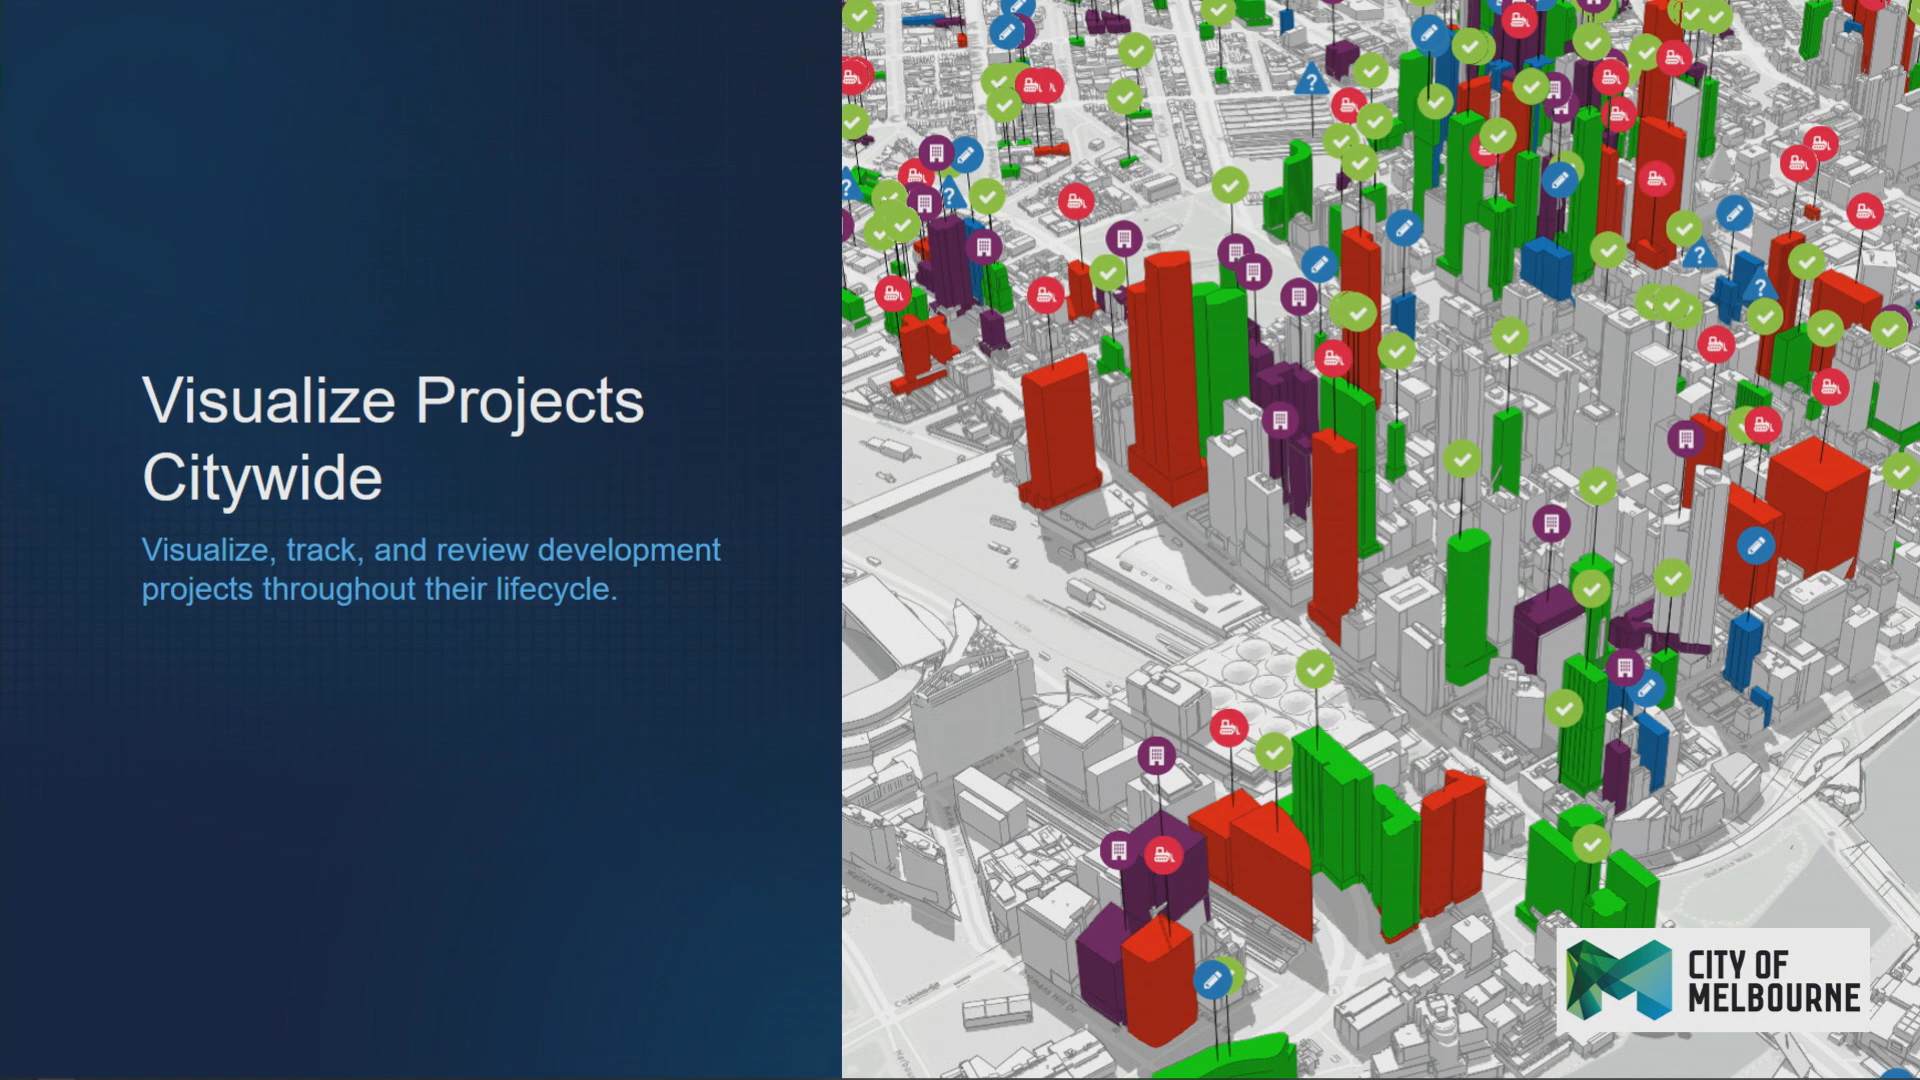 Visualize Projects
Citywide
Visualize, track, and review development
projects throughout their lifecycle.
CITY OF
MELBOURNE